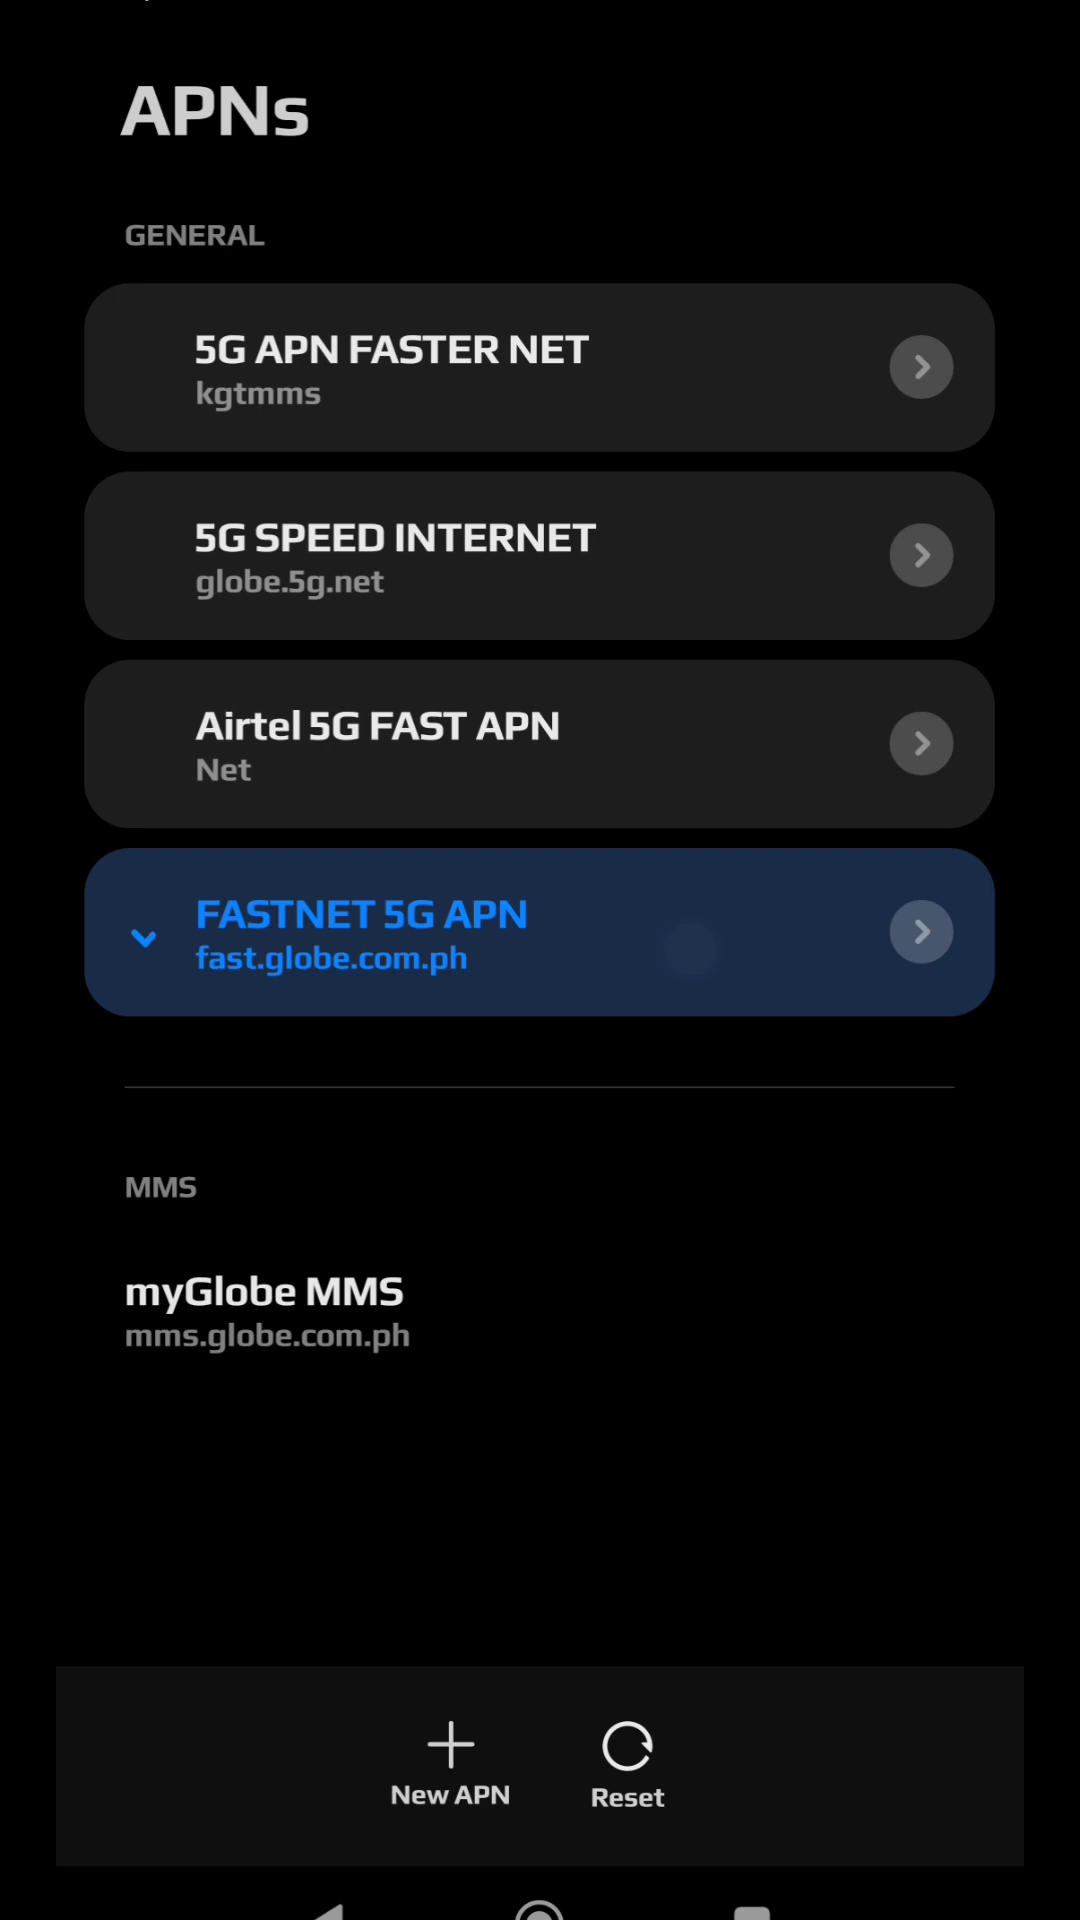 APNs
GENERAL
5G APN FASTER NET
kgtmms
5G SPEED INTERNET
globe.5g.net
Airtel 5G FAST APN
Net
FASTNET 5G APN
fast.globe.com.ph
MMS
myGlobe MMS
mms.globe.com.ph
New APN
Reset